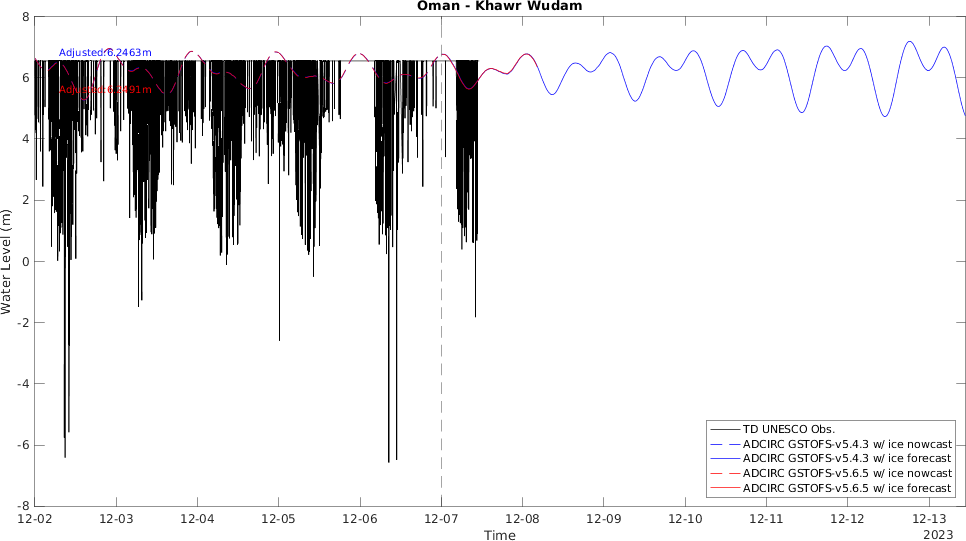 Oman - Khawr Wudam
8
6
4
2
0
-2
-4
-6
-8
Water Level (m)
Adjusted:6.2463m
Adjusted:6.2491m
TD UNESCO Obs.
ADCIRC GSTOFS-v5.4.3 w/ ice nowcast
ADCIRC GSTOFS-v5.4.3 w/ ice forecast
ADCIRC GSTOFS-v5.6.5 w/ ice nowcast
ADCIRC GSTOFS-v5.6.5 w/ ice forecast
12-02 12-03 12-04 12-05 12-06 12-07 12-08 12-09 12-10 12-11 12-12 12-13
Time
2023